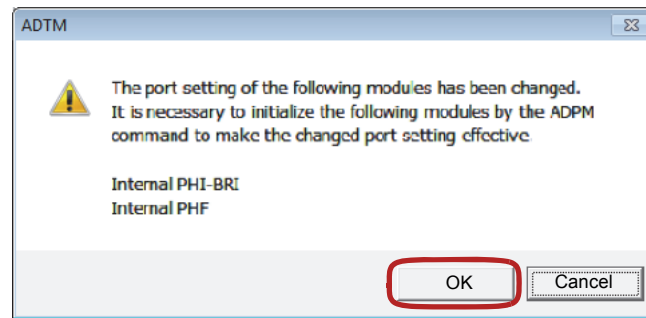 ADTM
The port setting of the following modules has been changed.
It is necessary to initialize the following modules by the ADPM
command to make the changed port setting effective
Internal PHI-BRI
Internal PHF
OK
Cancel